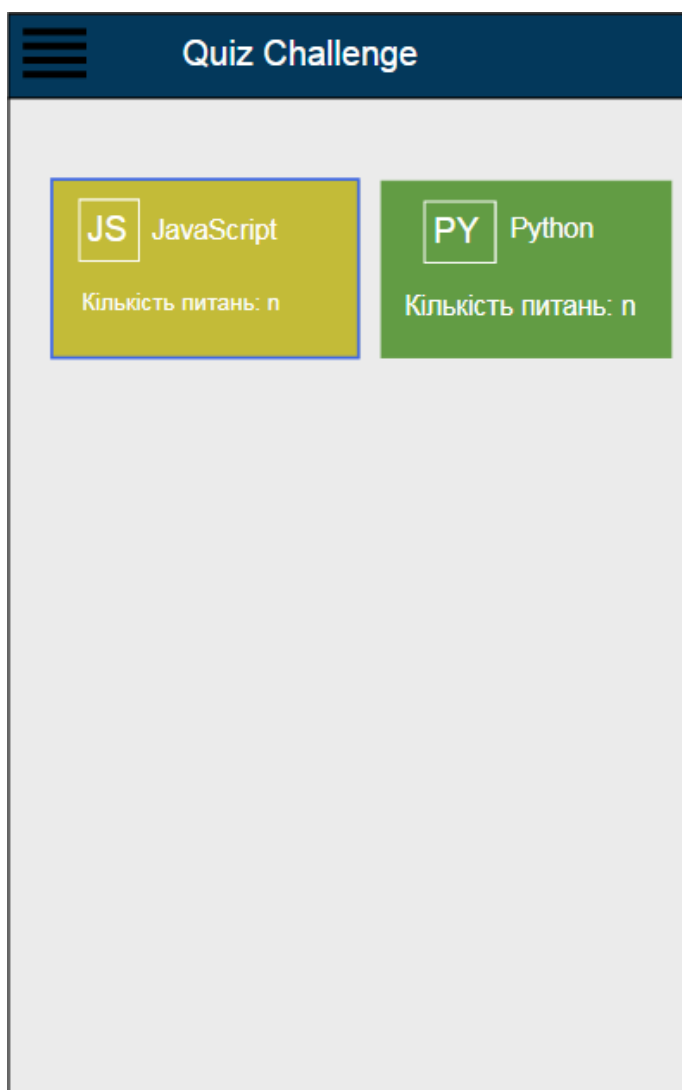 Quiz Challenge
JS JavaScript
Кількість питань: n
PY Python
Кількість питань: n